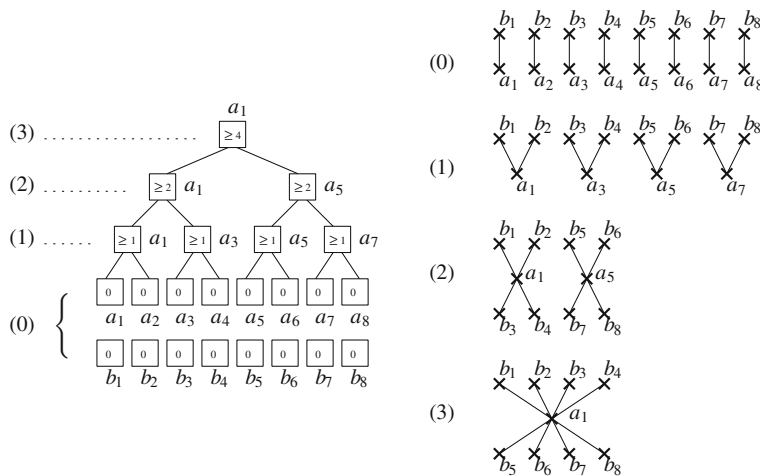 a1
(3) .................. ≥ 4
(2) .......... ≥ 2 a1 ≥ 2 a5
(1) ...... ≥ 1 a1 ≥ 1 a3 ≥ 1 a5 ≥ 1 a7
0 0 0 0 0 0 0 0
(0) { a1 a2 a3 a4 a5 a6 a7 a8
0 0 0 0 0 0 0 0
b1 b2 b3 b4 b5 b6 b7 b8
b1 b2 b3 b4 b5 b6 b7 b8
(0)
a1 a2 a3 a4 a5 a6 a7 a8
b1 b2 b3 b4 b5 b6 b7 b8
(1)
a1 a3 a5 a7
b1 b2 b5 b6
(2) a1 a5
b3 b4 b7 b8
b1 b2 b3 b4
(3) a1
b5 b6 b7 b8